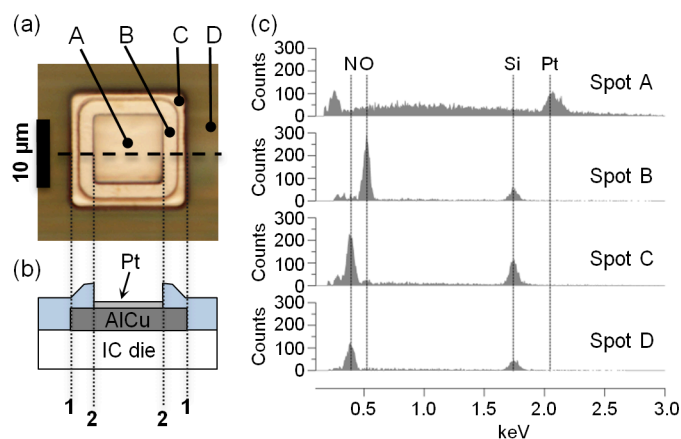 (a)
A
B
C
D
10 µm
(b)
Pt
AlCu
IC die
1
2
2
1
(c)
N
O
Si
Pt
300
200
100
0
Counts
Spot A
300
200
100
0
Counts
Spot B
300
200
100
0
Counts
Spot C
300
200
100
0
Counts
Spot D
0.5
1.0
1.5
2.0
2.5
3.0
keV